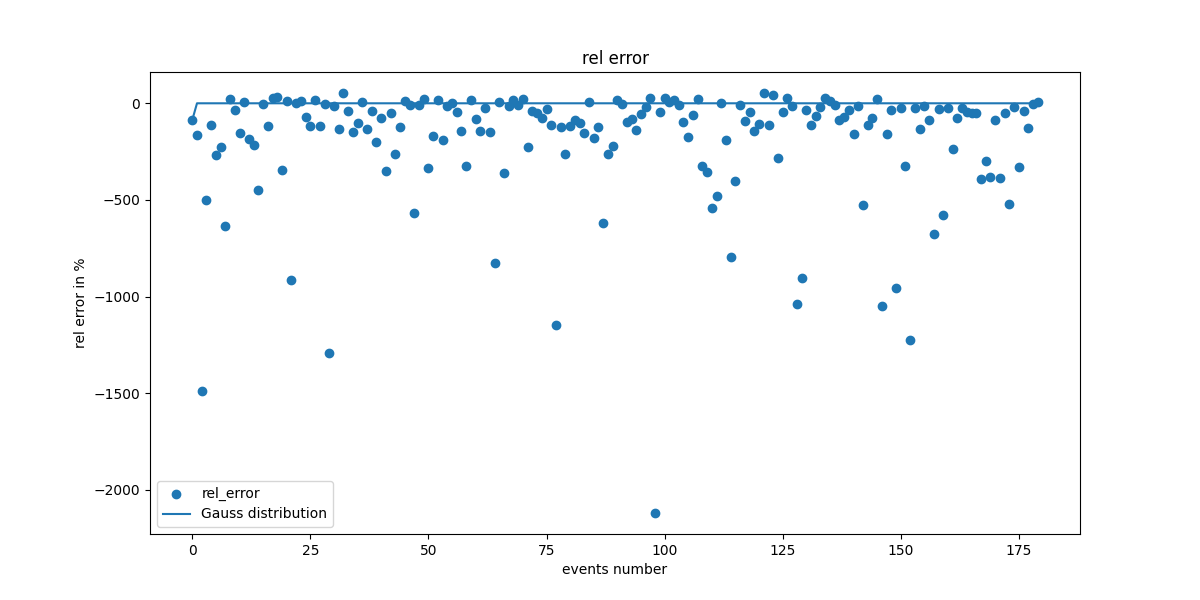 rel error
rel error in %
0
−500
−1000
−1500
−2000
rel_error
Gauss distribution
0 25 50 75 100 125 150 175
events number